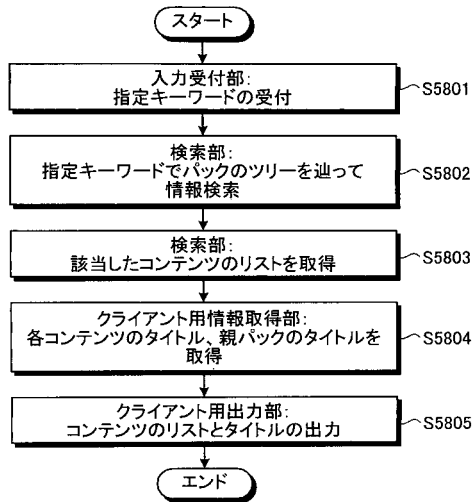 スタート
入力受付部:
指定キーワードの受付
S5801
検索部:
指定キーワードでパックのツリーを辿って
情報検索
S5802
検索部:
該当したコンテンツのリストを取得
S5803
クライアント用情報取得部:
各コンテンツのタイトル、親パックのタイトルを
取得
S5804
クライアント用出力部:
コンテンツのリストとタイトルの出力
S5805
エンド